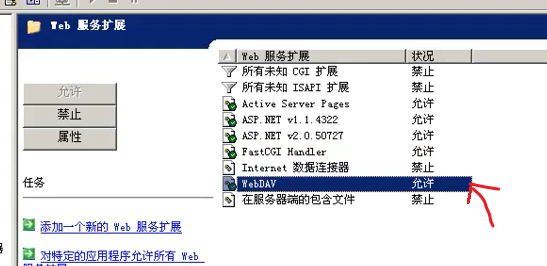 Web 服务扩展
Web 服务扩展 状况
所有未知 CGI 扩展 禁止
所有未知 ISAPI 扩展 禁止
Active Server Pages 允许
ASP.NET v1.1.4322 允许
ASP.NET v2.0.50727 允许
FastCGI Handler 允许
Internet 数据连接器 禁止
WebDAV 允许
在服务器端的包含文件 禁止
允许
禁止
属性
任务
添加一个新的 Web 服务扩展
对特定的应用程序允许所有 Web
服务扩展